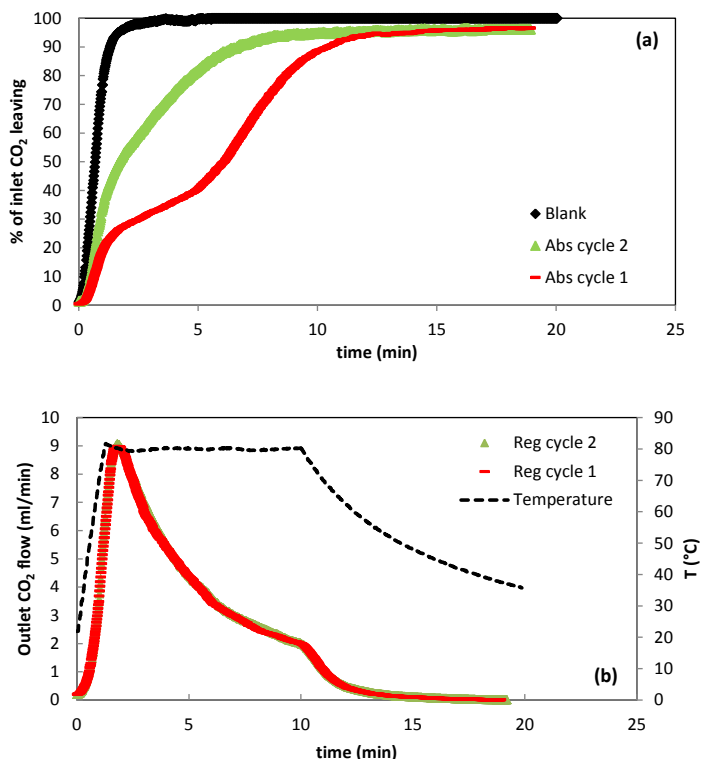 100
90
80
70
60
50
40
30
20
10
0
% of inlet CO2 leaving
(a)
Blank
Abs cycle 2
Abs cycle 1
0 5 10 15 20 25
time (min)
10
9
8
7
6
5
4
3
2
1
0
Outlet CO2 flow (ml/min)
Reg cycle 2
Reg cycle 1
Temperature
90
80
70
60
50
40
30
20
10
0
T (°C)
(b)
0 5 10 15 20 25
time (min)